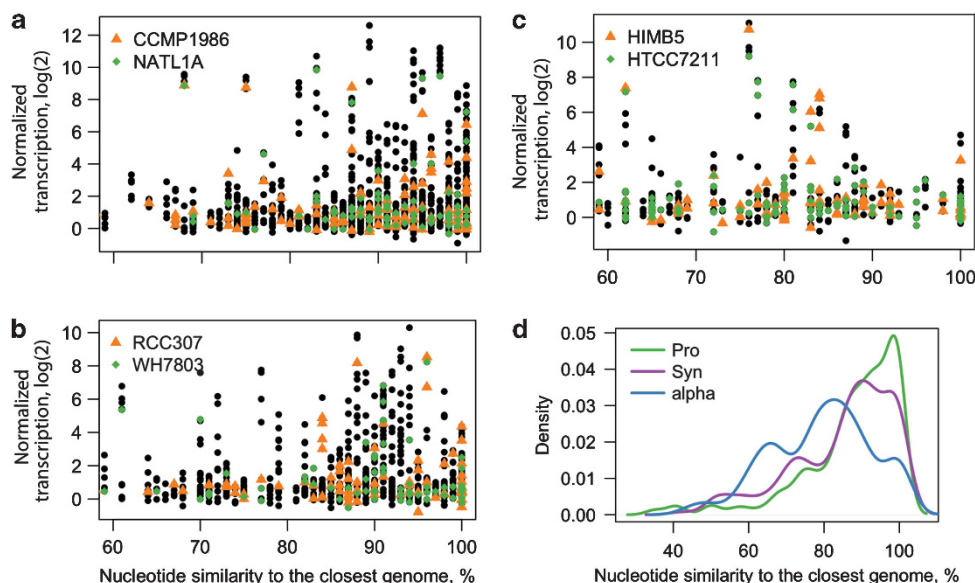 a
CCMP1986
NATL1A
Normalized
transcription, log(2)
12
10
8
6
4
2
0
b
RCC307
WH7803
Normalized
transcription, log(2)
10
8
6
4
2
0
60 70 80 90 100
Nucleotide similarity to the closest genome, %
c
HIMB5
HTCC7211
Normalized
transcription, log(2)
10
8
6
4
2
0
60 70 80 90 100
d
Pro
Syn
alpha
Density
0.05
0.04
0.03
0.02
0.01
0.00
40 60 80 100
Nucleotide similarity to the closest genome, %